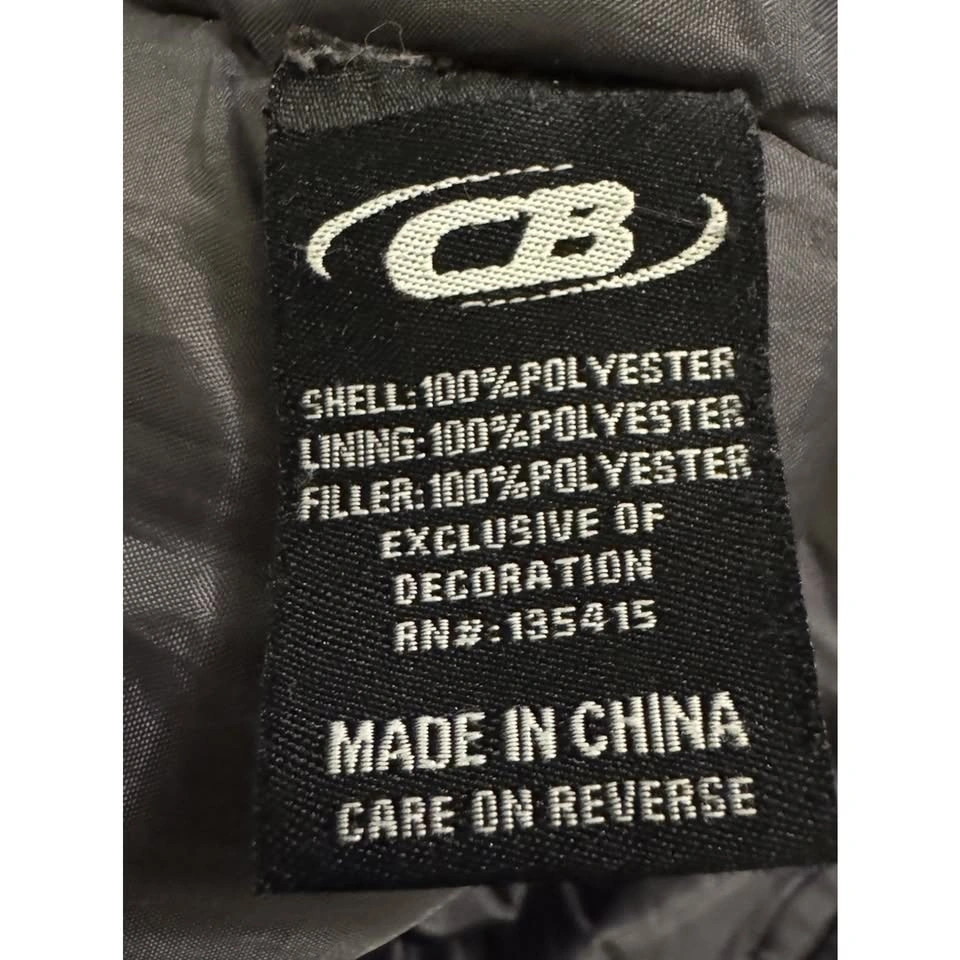 CB
SHELL:100%POLYESTER
LINING:100%POLYESTER
FILLER:100%POLYESTER
EXCLUSIVE OF
DECORATION
RN#:135415
MADE IN CHINA
CARE ON REVERSE